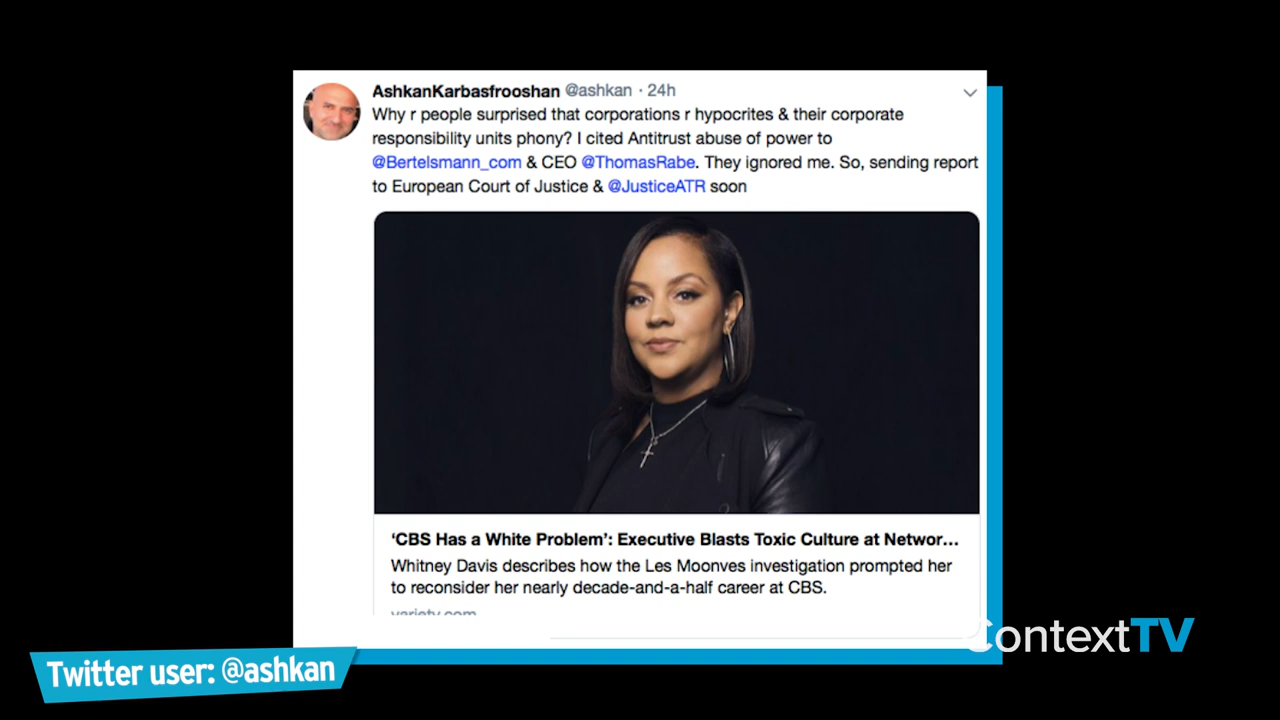 AshkanKarbasfrooshan @ashkan · 24h
Why r people surprised that corporations r hypocrites & their corporate
responsibility units phony? I cited Antitrust abuse of power to
@Bertelsmann_com & CEO @ThomasRabe. They ignored me. So, sending report
to European Court of Justice & @JusticeATR soon
‘CBS Has a White Problem’: Executive Blasts Toxic Culture at Networ...
Whitney Davis describes how the Les Moonves investigation prompted her
to reconsider her nearly decade-and-a-half career at CBS.
variety.com
ContextTV
Twitter user: @ashkan